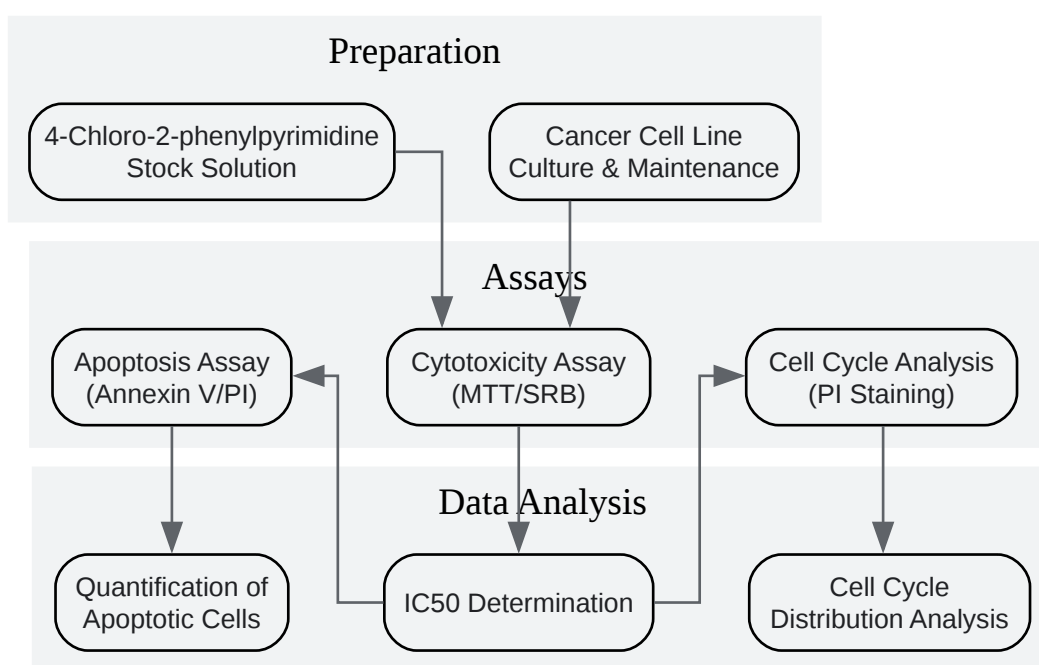 Preparation
4-Chloro-2-phenylpyrimidine
Stock Solution
Cancer Cell Line
Culture & Maintenance
Assays
Apoptosis Assay
(Annexin V/PI)
Cytotoxicity Assay
(MTT/SRB)
Cell Cycle Analysis
(PI Staining)
Data Analysis
Quantification of
Apoptotic Cells
IC50 Determination
Cell Cycle
Distribution Analysis